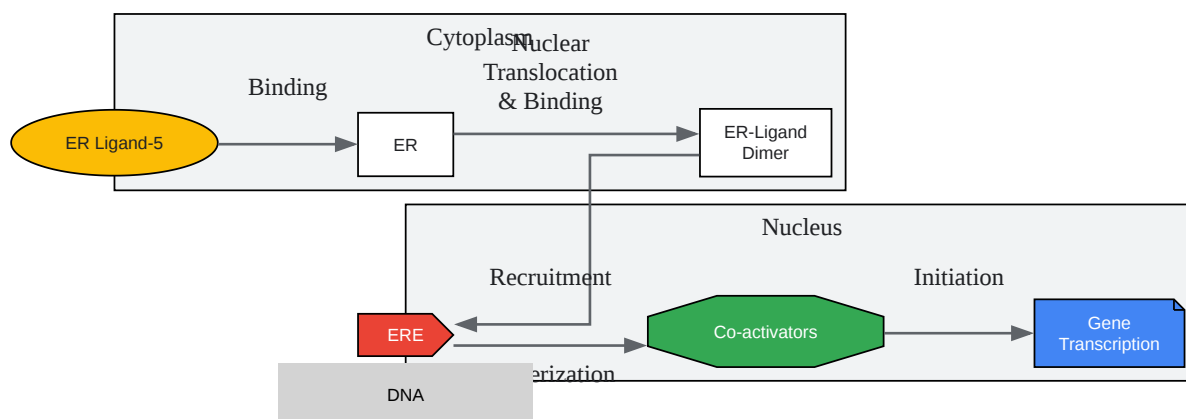 Cytoplasm
Nuclear
Translocation
& Binding
Binding
ER Ligand-5
ER
ER-Ligand
Dimer
Nucleus
Recruitment
Initiation
ERE
Co-activators
Gene
Transcription
erization
DNA